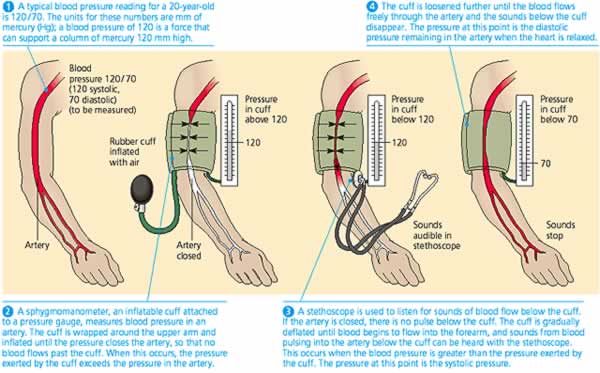 1 A typical blood pressure reading for a 20-year-old
is 120/70. The units for these numbers are mm of
mercury (Hg); a blood pressure of 120 is a force that
can support a column of mercury 120 mm high.
4 The cuff is loosened further until the blood flows
freely through the artery and the sounds below the cuff
disappear. The pressure at this point is the diastolic
pressure remaining in the artery when the heart is relaxed.
Blood
pressure 120/70
(120 systolic,
70 diastolic)
(to be measured)
Artery
Rubber cuff
inflated
with air
Pressure
in cuff
above 120
120
Artery
closed
Pressure
in cuff
below 120
120
Sounds
audible in
stethoscope
Pressure
in cuff
below 70
70
Sounds
stop
2 A sphygmomanometer, an inflatable cuff attached
to a pressure gauge, measures blood pressure in an
artery. The cuff is wrapped around the upper arm and
inflated until the pressure closes the artery, so that no
blood flows past the cuff. When this occurs, the pressure
exerted by the cuff exceeds the pressure in the artery.
3 A stethoscope is used to listen for sounds of blood flow below the cuff.
If the artery is closed, there is no pulse below the cuff. The cuff is gradually
deflated until blood begins to flow into the forearm, and sounds from blood
pulsing into the artery below the cuff can be heard with the stethoscope.
This occurs when the blood pressure is greater than the pressure exerted by
the cuff. The pressure at this point is the systolic pressure.